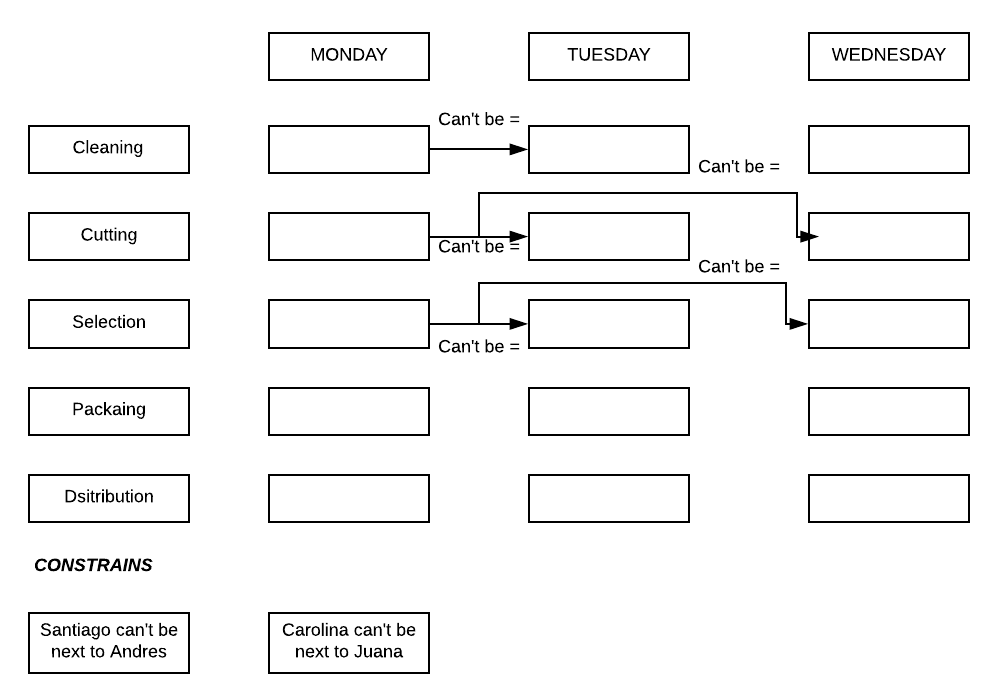 MONDAY
TUESDAY
WEDNESDAY
Can't be =
Cleaning
Can't be =
Cutting
Can't be =
Can't be =
Selection
Can't be =
Packaing
Dsitribution
CONSTRAINS
Santiago can't be
next to Andres
Carolina can't be
next to Juana